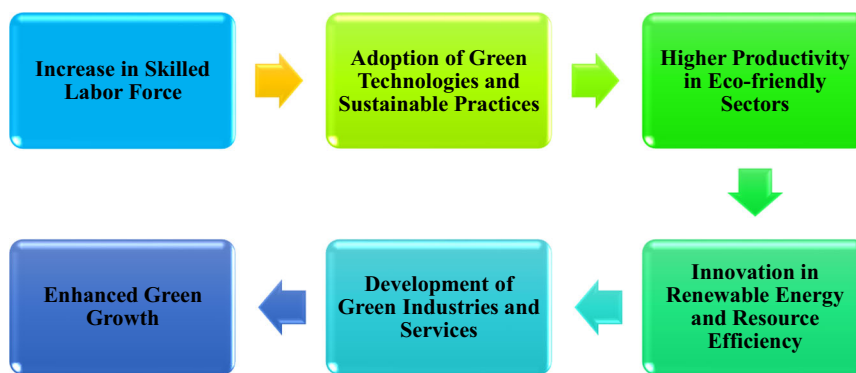 Increase in Skilled
Labor Force
Adoption of Green
Technologies and
Sustainable Practices
Higher Productivity
in Eco-friendly
Sectors
Innovation in
Renewable Energy
and Resource
Efficiency
Development of
Green Industries and
Services
Enhanced Green
Growth